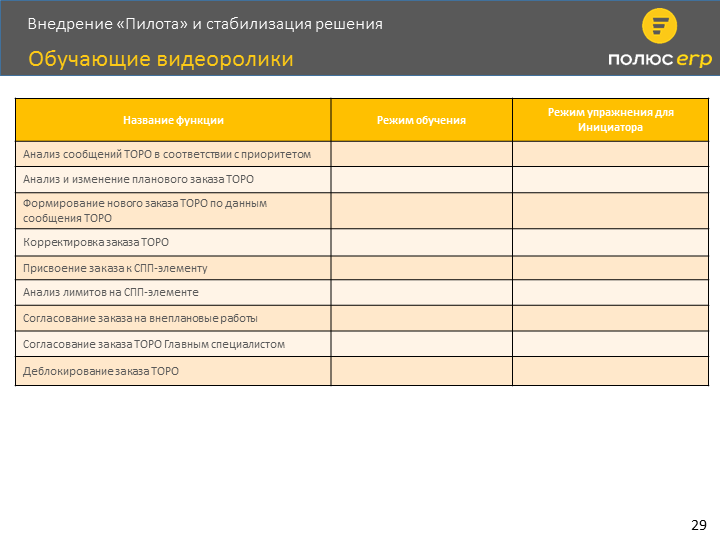 Внедрение «Пилота» и стабилизация решения
Обучающие видеоролики
ПОЛЮС erp
Название функции
Режим обучения
Режим упражнения для
Инициатора
Анализ сообщений ТОРО в соответствии с приоритетом
Анализ и изменение планового заказа ТОРО
Формирование нового заказа ТОРО по данным
сообщения ТОРО
Корректировка заказа ТОРО
Присвоение заказа к СПП-элементу
Анализ лимитов на СПП-элементе
Согласование заказа на внеплановые работы
Согласование заказа ТОРО Главным специалистом
Деблокирование заказа ТОРО
29